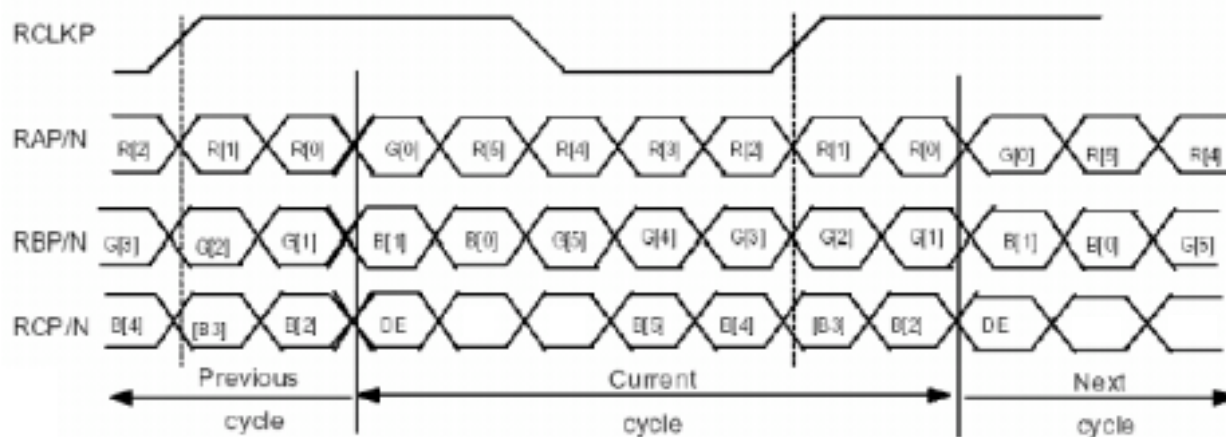 RCLKP
RAP/N R[2] R[1] R[0] G[0] R[5] R[4] R[3] R[2] R[1] R[0] G[0] R[5] R[4]
RBP/N G[3] G[2] G[1] B[1] B[0] G[5] G[4] G[3] G[2] G[1] B[1] B[0] G[5]
RCP/N B[4] [B3] B[2] DE B[5] B[4] [B3] B[2] DE
Previous Current Next
cycle cycle cycle